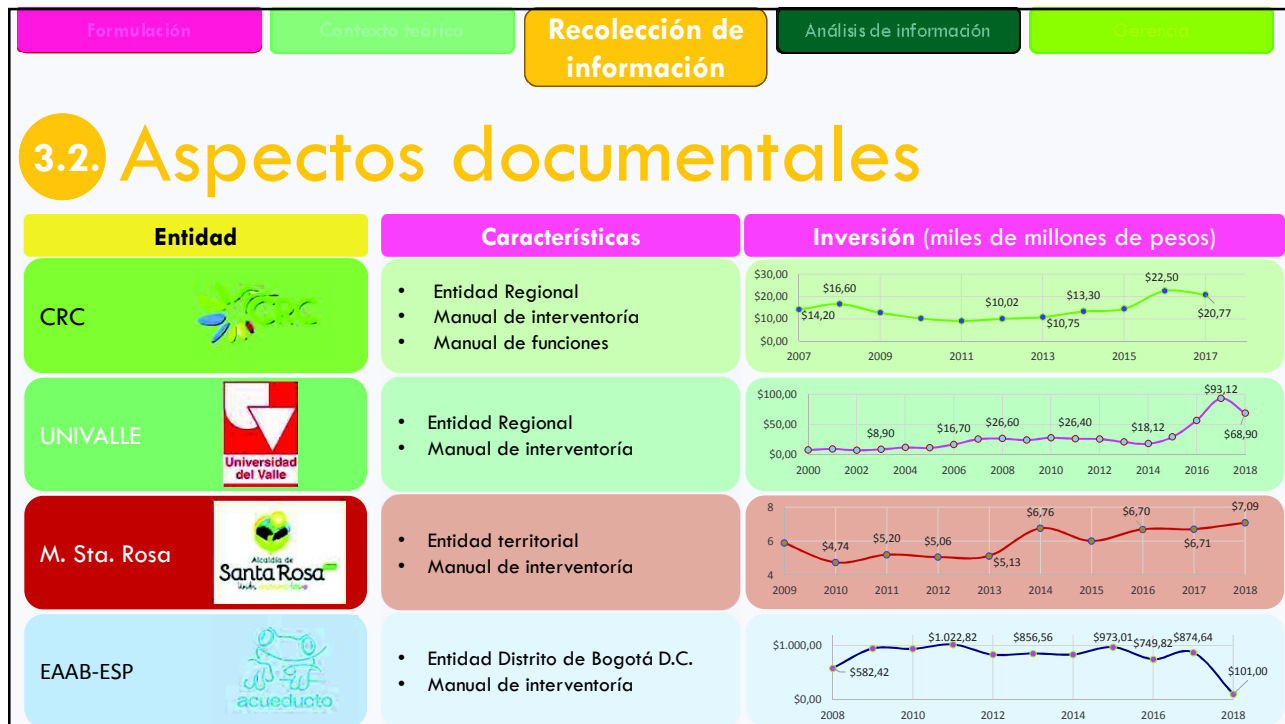 Formulación
Contexto teórico
Recolección de
información
Análisis de información
Gerencia
3.2. Aspectos documentales
Entidad
Características
Inversión (miles de millones de pesos)
CRC
CRC
• Entidad Regional
• Manual de interventoría
• Manual de funciones
$30,00
$20,00
$10,00
$0,00
$14,20
$16,60
$10,02
$10,75
$13,30
$22,50
$20,77
2007 2009 2011 2013 2015 2017
UNIVALLE
Universidad
del Valle
• Entidad Regional
• Manual de interventoría
$100,00
$50,00
$0,00
$8,90
$16,70
$26,60
$26,40
$18,12
$93,12
$68,90
2000 2002 2004 2006 2008 2010 2012 2014 2016 2018
M. Sta. Rosa
Alcaldía de
Santa Rosa
• Entidad territorial
• Manual de interventoría
8
6
4
$4,74
$5,20
$5,06
$5,13
$6,76
$6,70
$6,71
$7,09
2009 2010 2011 2012 2013 2014 2015 2016 2017 2018
EAAB-ESP
acueducto
• Entidad Distrito de Bogotá D.C.
• Manual de interventoría
$1.000,00
$0,00
$582,42
$1.022,82
$856,56
$973,01
$749,82
$874,64
$101,00
2008 2010 2012 2014 2016 2018